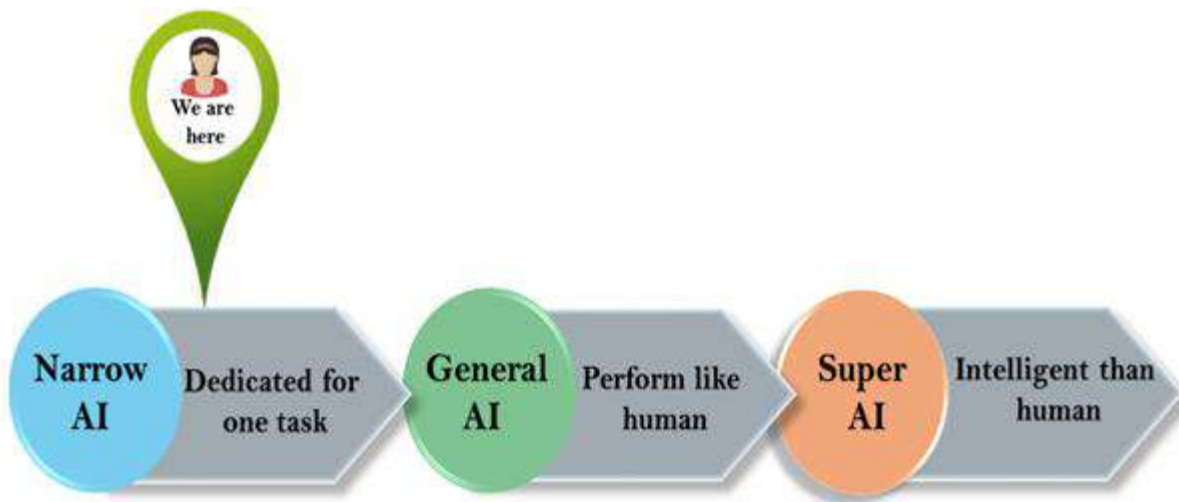 We are
here
Narrow
AI
Dedicated for
one task
General
AI
Perform like
human
Super
AI
Intelligent than
human